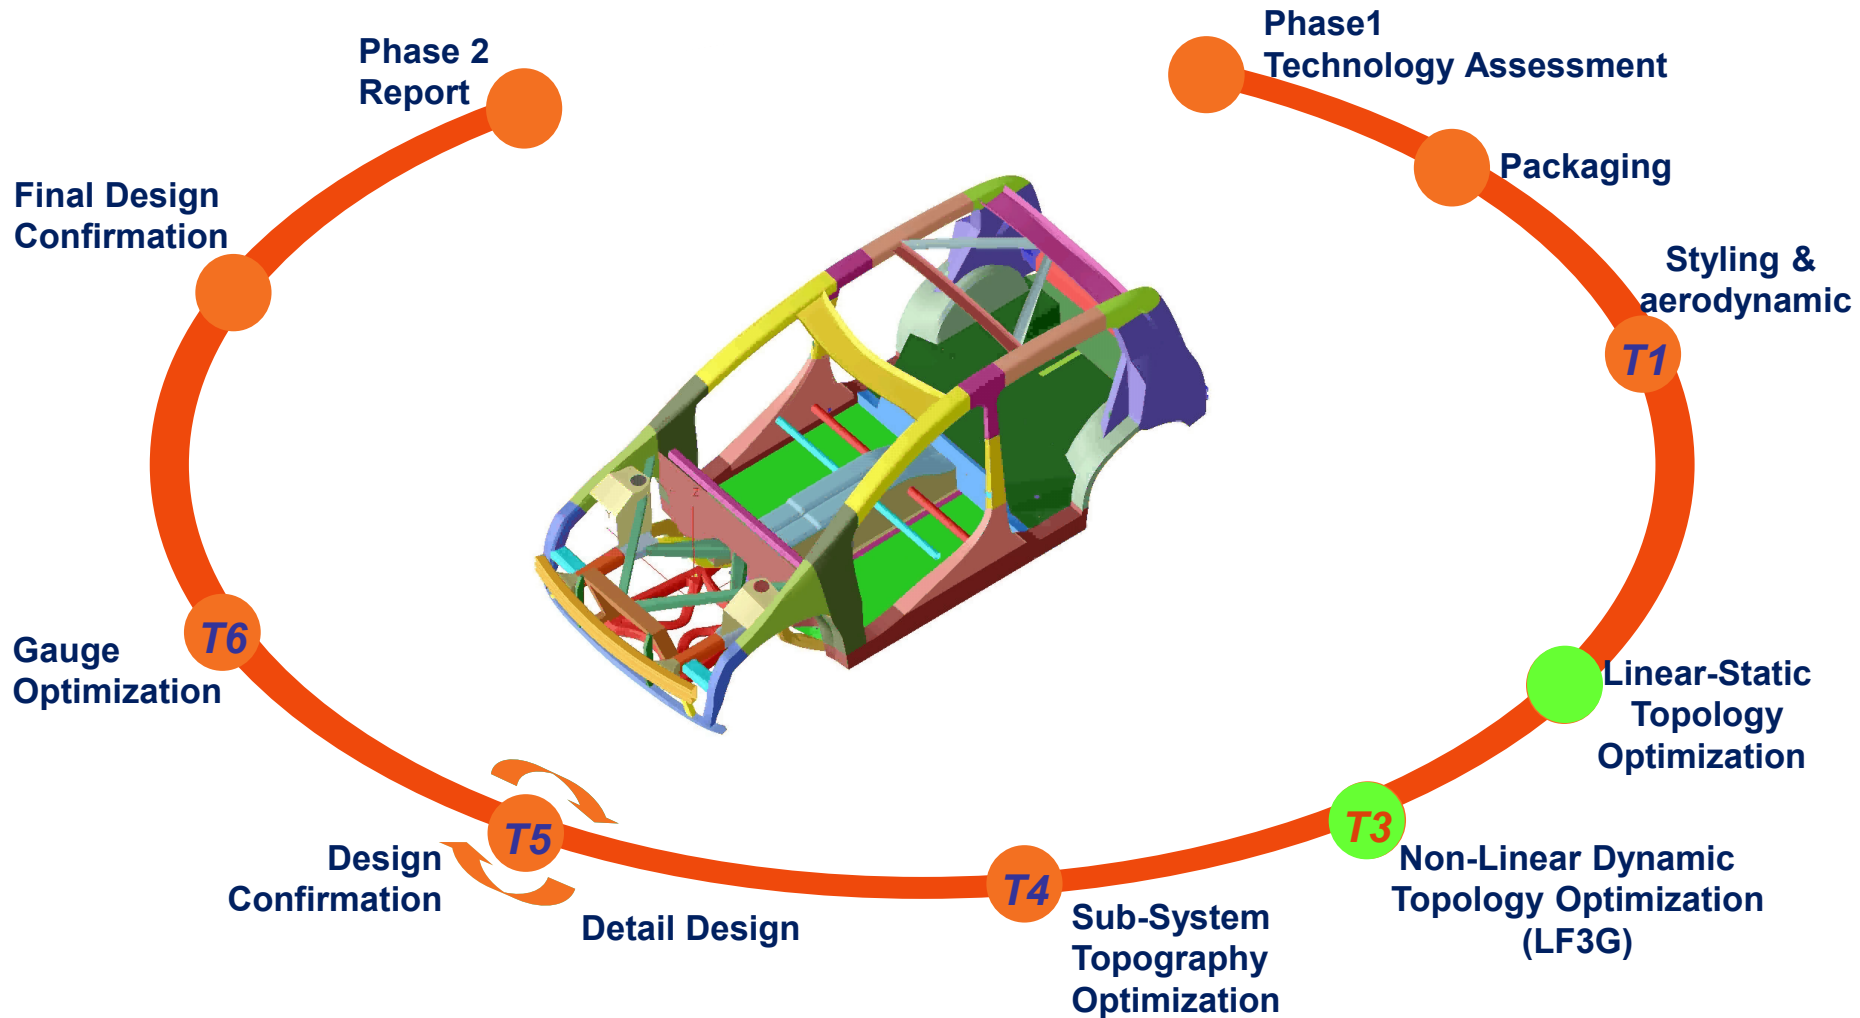 Phase1
Technology Assessment
Packaging
Styling &
aerodynamic
T1
Linear-Static
Topology
Optimization
T3
Non-Linear Dynamic
Topology Optimization
(LF3G)
T4
Sub-System
Topography
Optimization
Detail Design
T5
Design
Confirmation
T6
Gauge
Optimization
Final Design
Confirmation
Phase 2
Report
Z